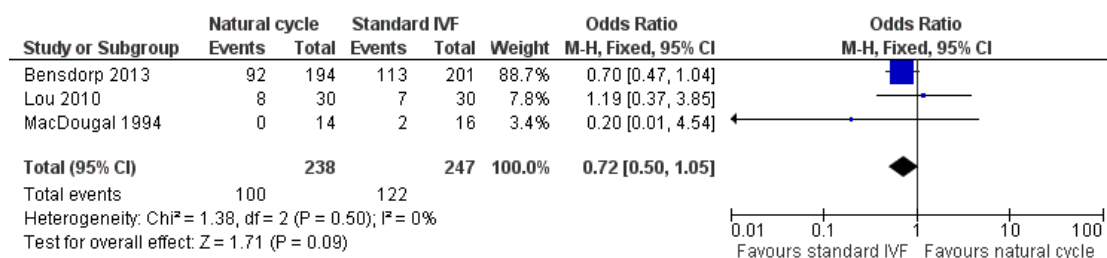 Natural cycle Standard IVF Odds Ratio Odds Ratio
Study or Subgroup Events Total Events Total Weight M-H, Fixed, 95% CI M-H, Fixed, 95% CI
Bensdorp 2013 92 194 113 201 88.7% 0.70 [0.47, 1.04]
Lou 2010 8 30 7 30 7.8% 1.19 [0.37, 3.85]
MacDougal 1994 0 14 2 16 3.4% 0.20 [0.01, 4.54]
Total (95% CI) 238 247 100.0% 0.72 [0.50, 1.05]
Total events 100 122
Heterogeneity: Chi² = 1.38, df = 2 (P = 0.50); I² = 0%
Test for overall effect: Z = 1.71 (P = 0.09)
0.01 0.1 1 10 100
Favours standard IVF Favours natural cycle